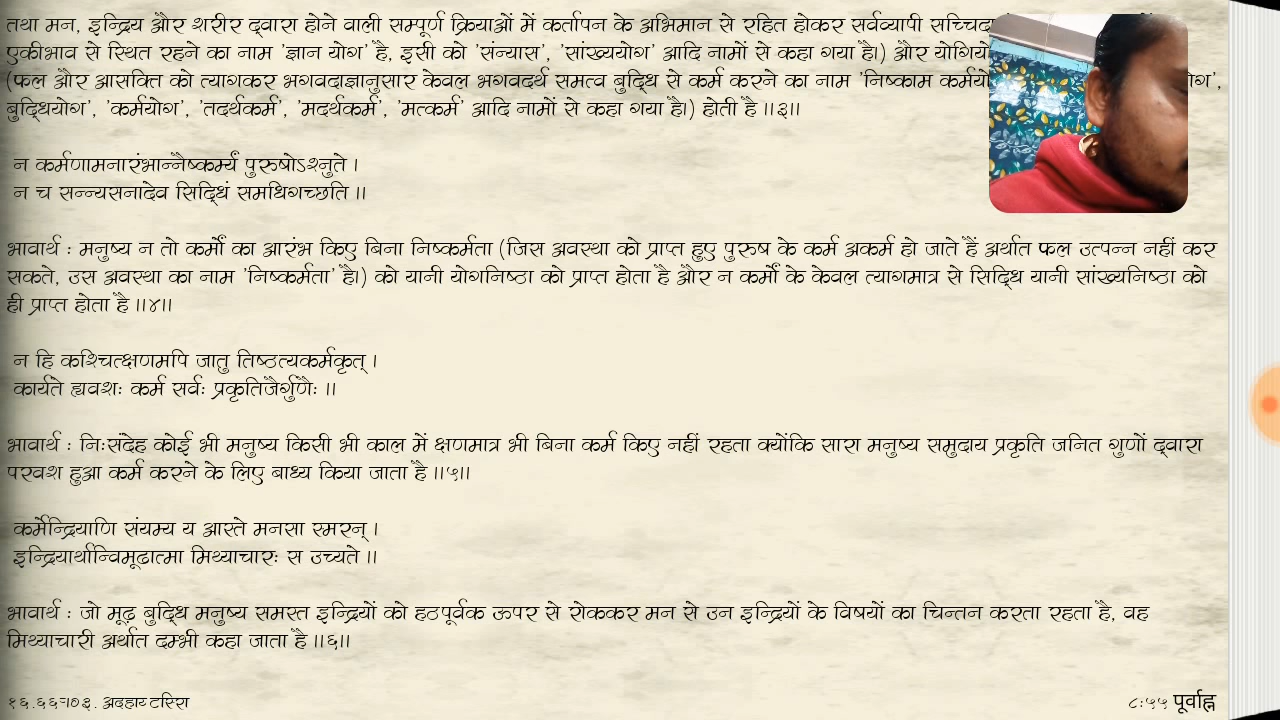 तथा मन, इन्द्रिय और शरीर द्वारा होने वाली सम्पूर्ण क्रियाओं में कर्तापन के अभिमान से रहित होकर सर्वव्यापी
एकीभाव से स्थित रहने का नाम 'ज्ञान योग' है, इसी को 'संन्यास', 'सांख्ययोग' आदि नामों से कहा गया है।) और
(फल और आसक्ति को त्यागकर भगवदाज्ञानुसार केवल भगवदर्थ समत्व बुद्धि से कर्म करने का नाम 'निष्काम
बुद्धियोग', 'कर्मयोग', 'तदर्थकर्म', 'मदर्थकर्म', 'मत्कर्म' आदि नामों से कहा गया है।) होती है ॥३॥
न कर्मणामनारंभान्नैष्कर्म्यं पुरुषोऽश्नुते ।
न च सन्न्यसनादेव सिद्धिं समधिगच्छति ॥
भावार्थ : मनुष्य न तो कर्मों का आरंभ किए बिना निष्कर्मता (जिस अवस्था को प्राप्त हुए पुरुष के कर्म अकर्म हो जाते हैं अर्थात फल उत्पन्न नहीं कर
सकते, उस अवस्था का नाम 'निष्कर्मता' है।) को यानी योगनिष्ठा को प्राप्त होता है और न कर्मों के केवल त्यागमात्र से सिद्धि यानी सांख्यनिष्ठा को
ही प्राप्त होता है ॥४॥
न हि कश्चित्क्षणमपि जातु तिष्ठत्यकर्मकृत् ।
कार्यते ह्यवशः कर्म सर्वः प्रकृतिजैर्गुणैः ॥
भावार्थ : निःसंदेह कोई भी मनुष्य किसी भी काल में क्षणमात्र भी बिना कर्म किए नहीं रहता क्योंकि सारा मनुष्य समुदाय प्रकृति जनित गुणों द्वारा
परवश हुआ कर्म करने के लिए बाध्य किया जाता है ॥५॥
कर्मेन्द्रियाणि संयम्य य आस्ते मनसा स्मरन् ।
इन्द्रियार्थान्विमूढात्मा मिथ्याचारः स उच्यते ॥
भावार्थ : जो मूढ़ बुद्धि मनुष्य समस्त इन्द्रियों को हठपूर्वक ऊपर से रोककर मन से उन इन्द्रियों के विषयों का चिन्तन करता रहता है, वह
मिथ्याचारी अर्थात दम्भी कहा जाता है ॥६॥
८:५५ पूर्वाह्न